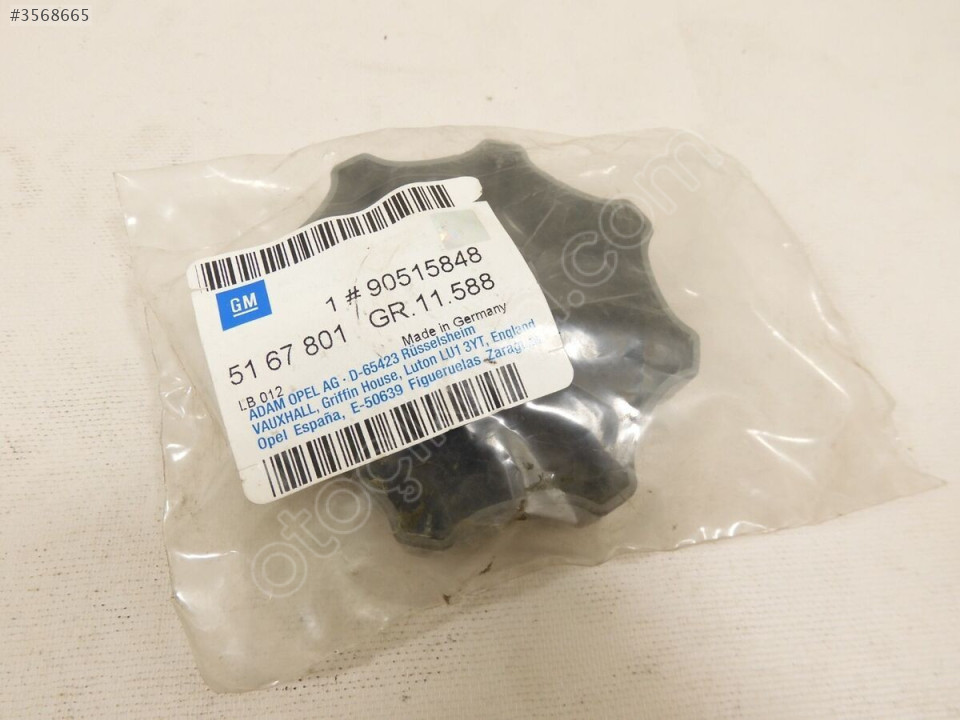 #3568665
GM
1 # 90515848
51 67 801 GR.11.588
Made in Germany
LB 012
ADAM OPEL AG · D-65423 Rüsselsheim
VAUXHALL, Griffin House, Luton LU1 3YT, England
Opel España, E-50639 Figueruelas Zaragoza